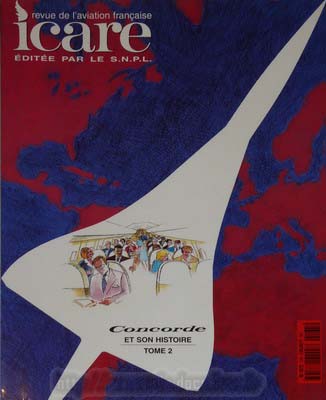 revue de l'aviation française
icare
ÉDITÉE PAR LE S.N.P.L.
Concorde
ET SON HISTOIRE
TOME 2